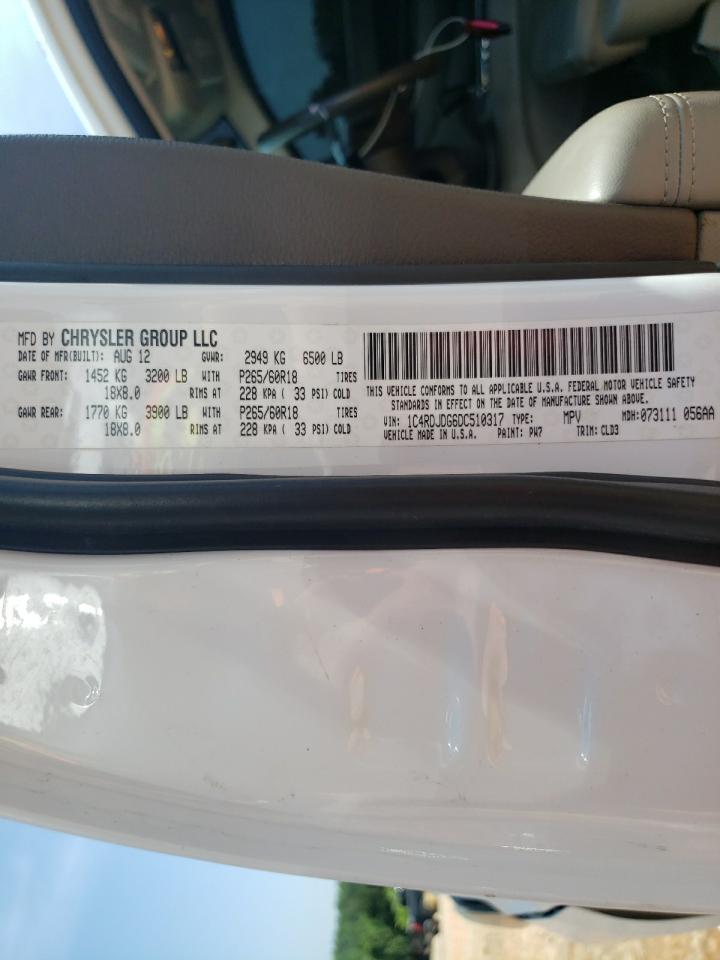 MFD BY CHRYSLER GROUP LLC
DATE OF MFR(BUILT): AUG 12 GVWR: 2949 KG 6500 LB
GAWR FRONT: 1452 KG 3200 LB WITH P265/60R18 TIRES
18X8.0 RIMS AT 228 KPA ( 33 PSI) COLD
GAWR REAR: 1770 KG 3900 LB WITH P265/60R18 TIRES
18X8.0 RIMS AT 228 KPA ( 33 PSI) COLD
THIS VEHICLE CONFORMS TO ALL APPLICABLE U.S.A. FEDERAL MOTOR VEHICLE SAFETY
STANDARDS IN EFFECT ON THE DATE OF MANUFACTURE SHOWN ABOVE.
VIN: 1C4RDJDG6DC510317 TYPE: MPV MDH: 073111 056AA
VEHICLE MADE IN U.S.A. PAINT: PW7 TRIM: CLD3